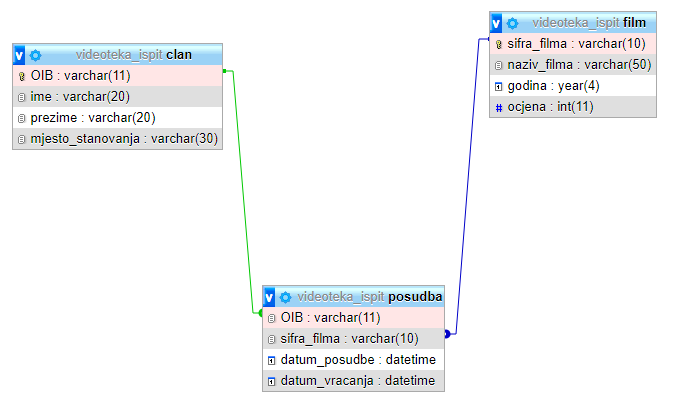 videoteka_ispit clan
OIB : varchar(11)
ime : varchar(20)
prezime : varchar(20)
mjesto_stanovanja : varchar(30)
videoteka_ispit film
sifra_filma : varchar(10)
naziv_filma : varchar(50)
godina : year(4)
ocjena : int(11)
videoteka_ispit posudba
OIB : varchar(11)
sifra_filma : varchar(10)
datum_posudbe : datetime
datum_vracanja : datetime